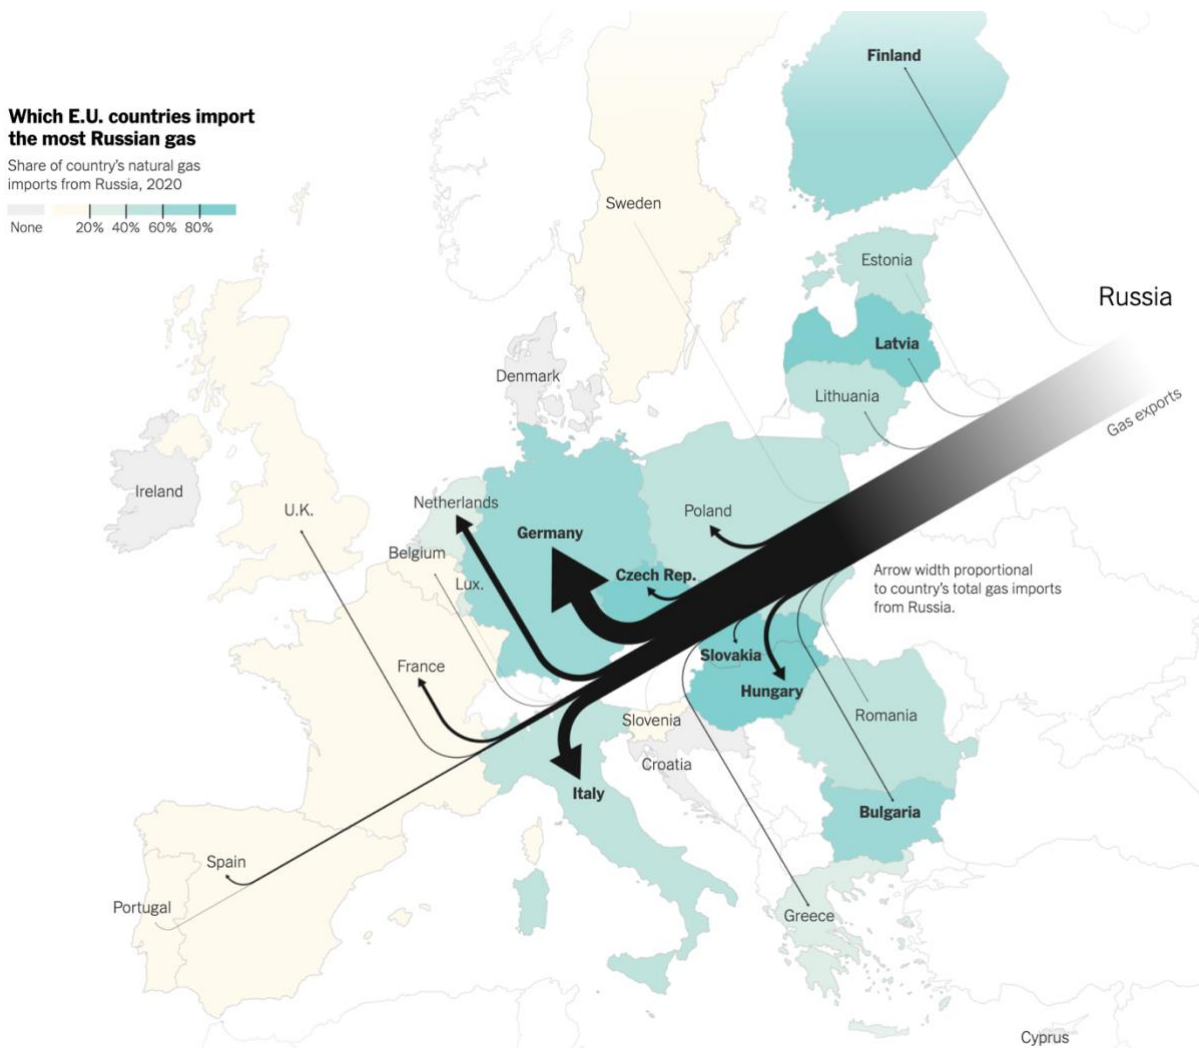 Which E.U. countries import
the most Russian gas
Share of country's natural gas
imports from Russia, 2020
None
20% 40% 60% 80%
Finland
Sweden
Estonia
Russia
Latvia
Denmark
Lithuania
Gas exports
Ireland
U.K.
Netherlands
Poland
Germany
Belgium
Czech Rep.
Lux.
Arrow width proportional
to country's total gas imports
from Russia.
Slovakia
France
Hungary
Romania
Slovenia
Croatia
Italy
Bulgaria
Spain
Portugal
Greece
Cyprus